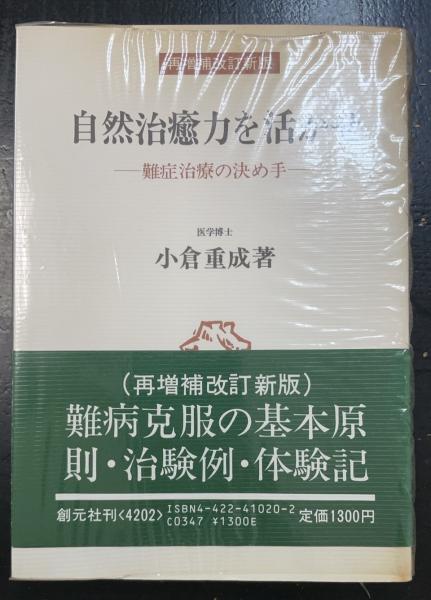 再増補改訂新版
自然治癒力を活かせ
―難症治療の決め手―
医学博士
小倉重成著
(再増補改訂新版)
難病克服の基本原
則・治験例・体験記
創元社刊〈4202〉 ISBN4-422-41020-2 定価1300円
C0347 ¥1300E